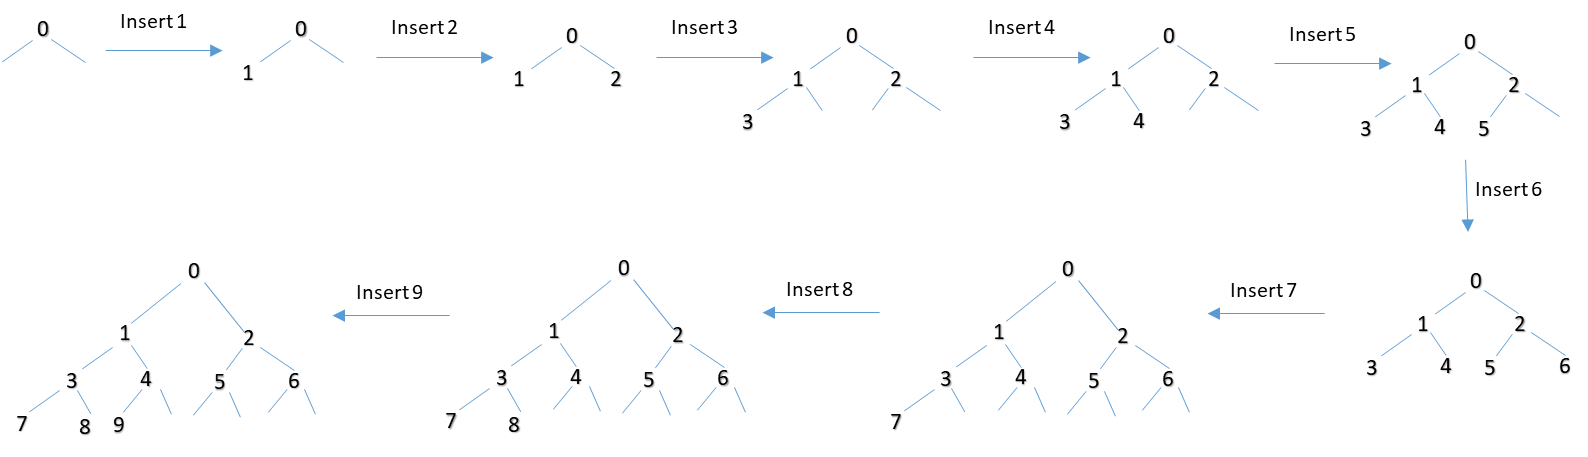 0 Insert 1 0 Insert 2 0 Insert 3 0 Insert 4 0 Insert 5 0
1 1 2 1 2 1 2 1 2
3 3 4 3 4 5
Insert 6
0 Insert 9 0 Insert 8 0 Insert 7 0
1 2 1 2 1 2 1 2
3 4 5 6 3 4 5 6 3 4 5 6 3 4 5 6
7 8 9 7 8 7